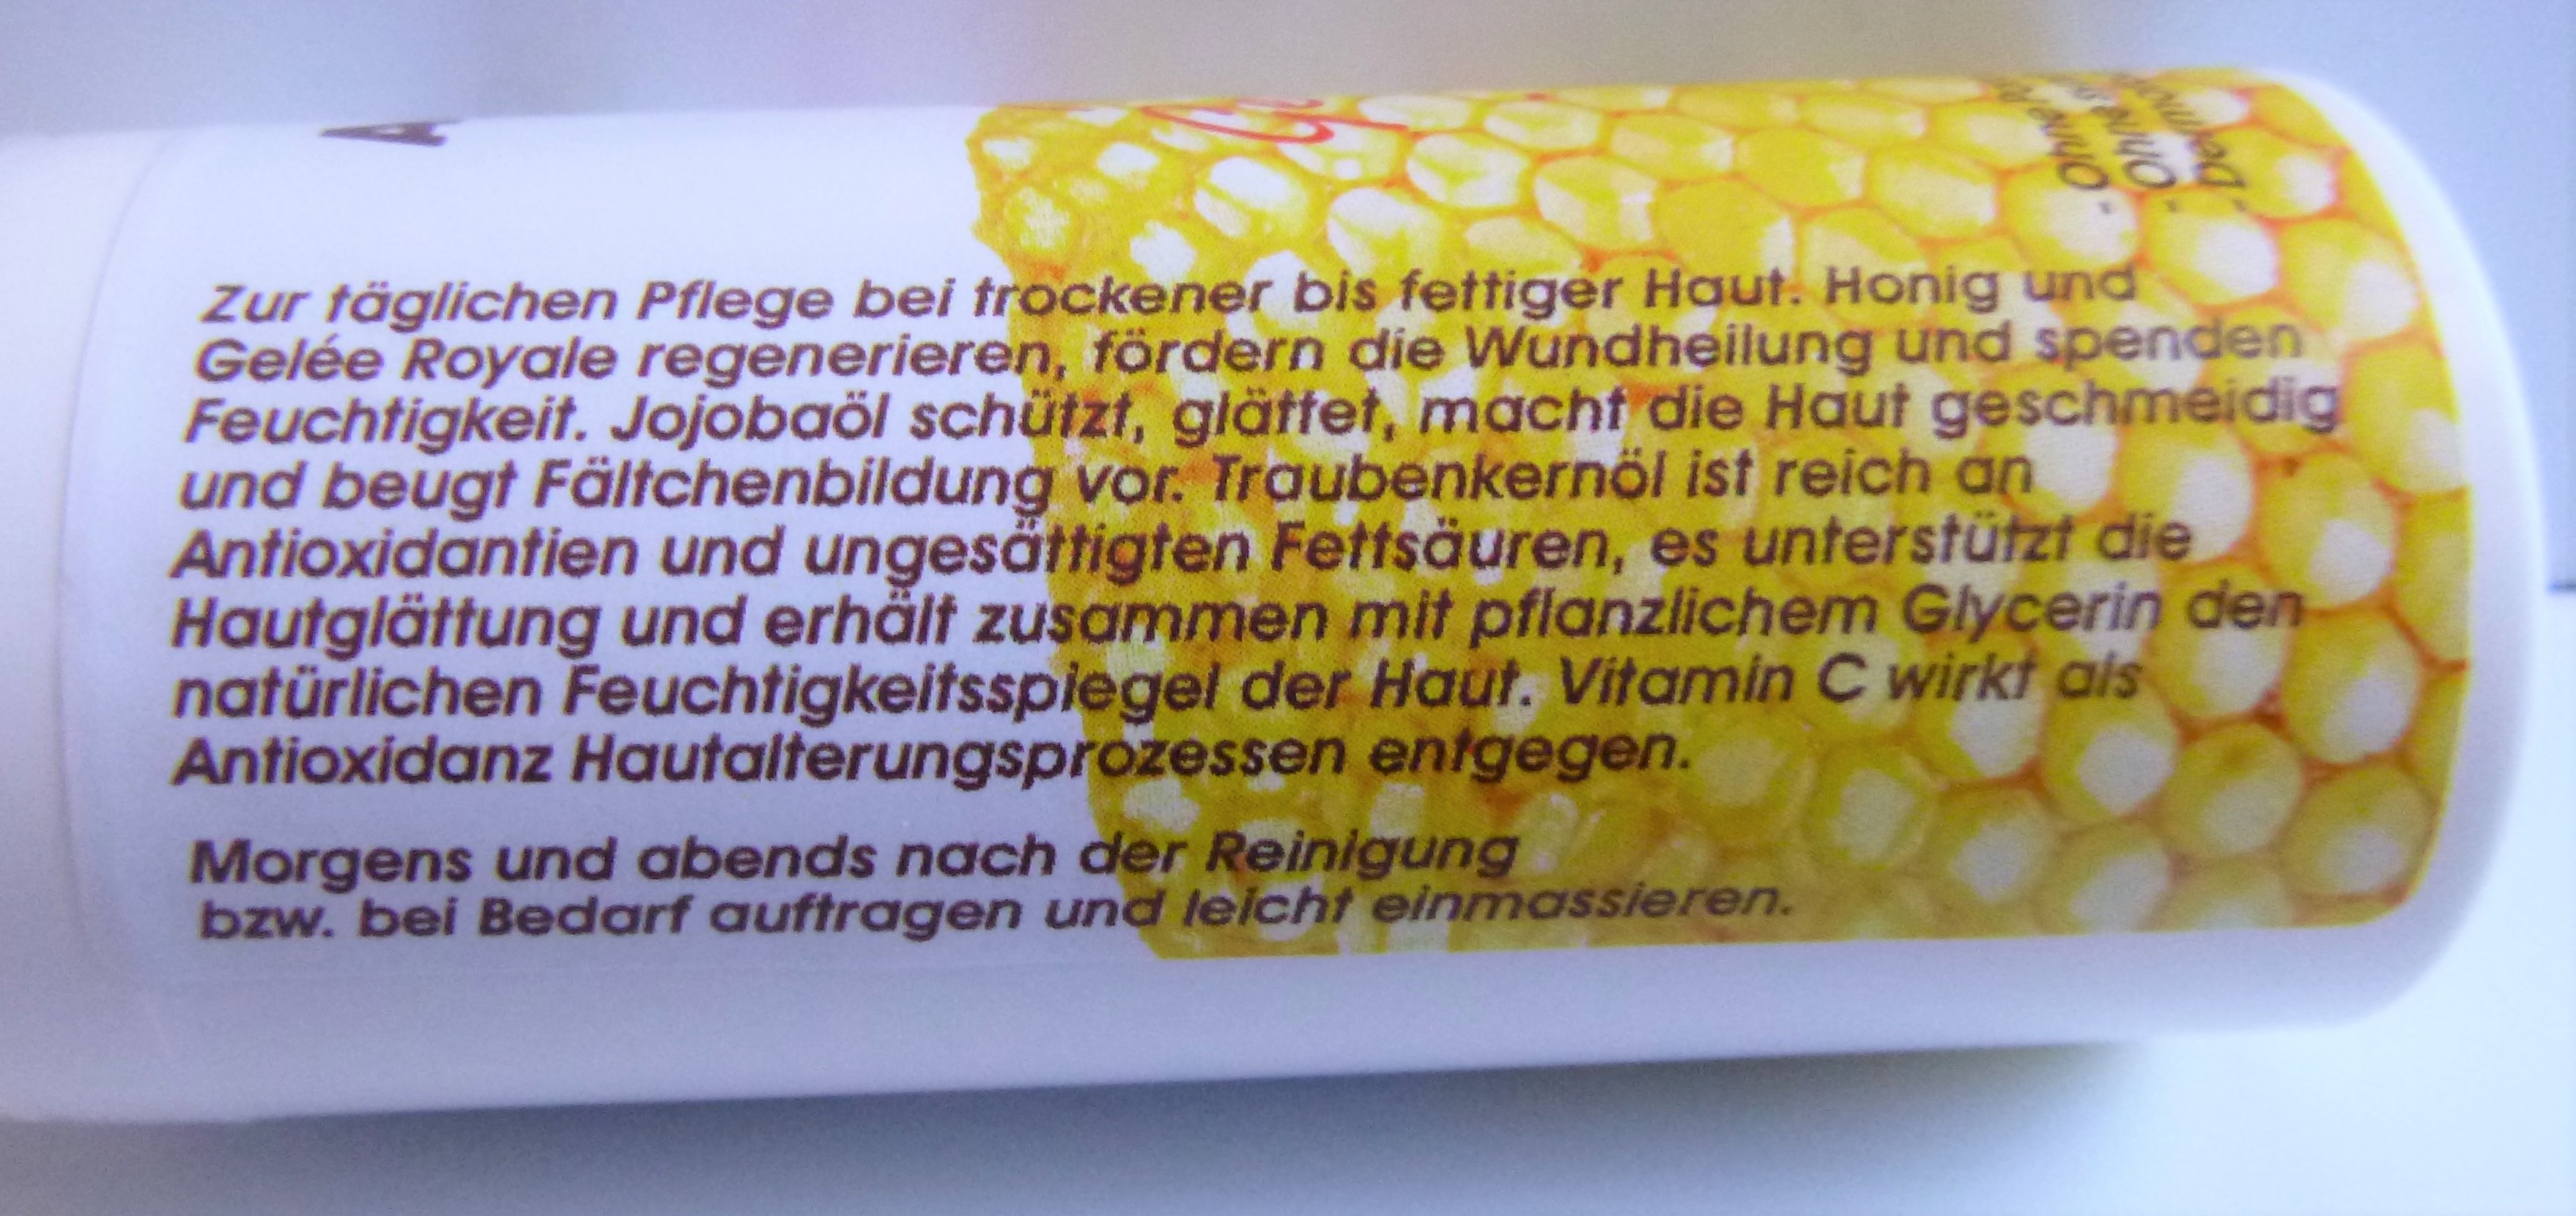 Zur täglichen Pflege bei trockener bis fettiger Haut. Honig und
Gelée Royale regenerieren, fördern die Wundheilung und spenden
Feuchtigkeit. Jojobaöl schützt, glättet, macht die Haut geschmeidig
und beugt Fältchenbildung vor. Traubenkernöl ist reich an
Antioxidantien und ungesättigten Fettsäuren, es unterstützt die
Hautglättung und erhält zusammen mit pflanzlichem Glycerin den
natürlichen Feuchtigkeitsspiegel der Haut. Vitamin C wirkt als
Antioxidanz Hautalterungsprozessen entgegen.
Morgens und abends nach der Reinigung
bzw. bei Bedarf auftragen und leicht einmassieren.
- Ohne
- Ohne